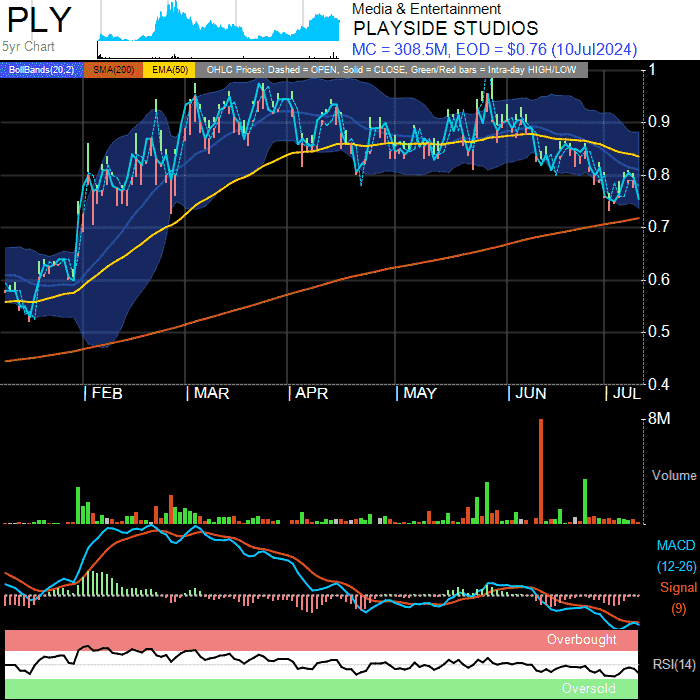 PLY
5yr Chart
Media & Entertainment
PLAYSIDE STUDIOS
MC = 308.5M, EOD = $0.76 (10Jul2024)
BollBands(20,2) SMA(200) EMA(50) OHLC Prices: Dashed = OPEN, Solid = CLOSE, Green/Red bars = Intra-day HIGH/LOW
1
0.9
0.8
0.7
0.6
0.5
0.4
FEB MAR APR MAY JUN JUL
8M
Volume
MACD
(12-26)
Signal
(9)
Overbought
RSI(14)
Oversold